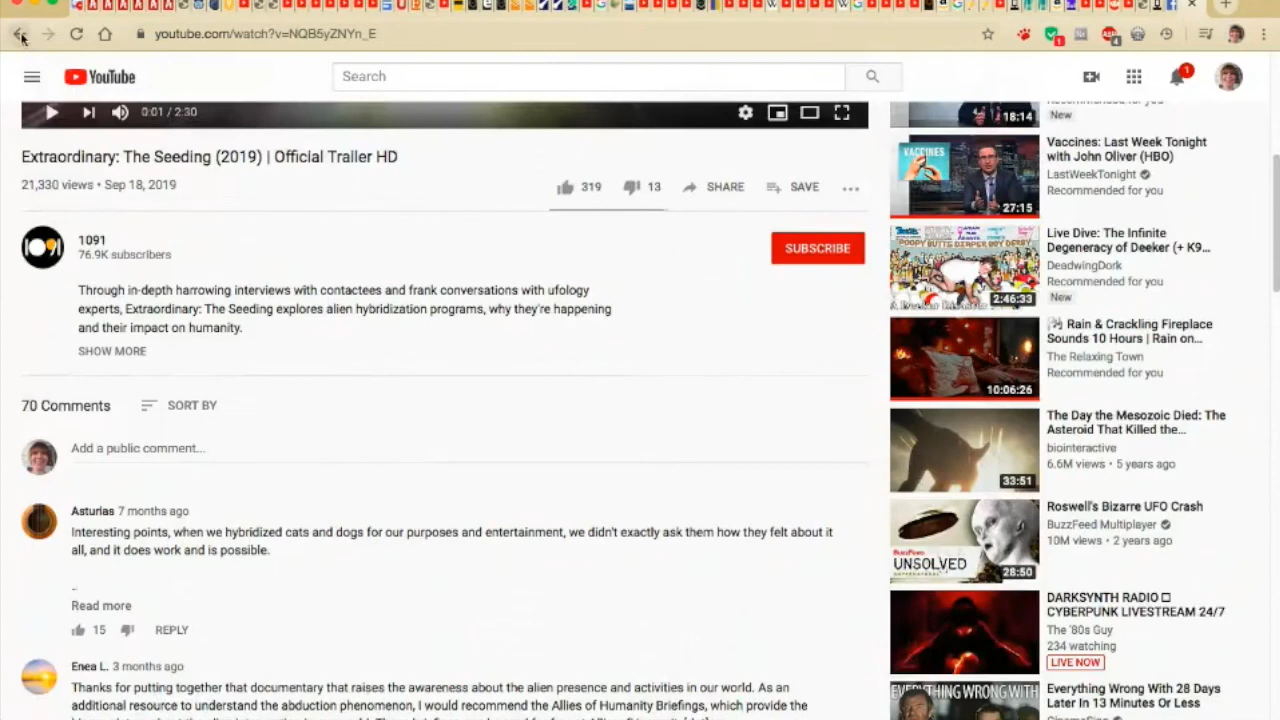 youtube.com/watch?v=NQB5yZNYn_E
1
4
YouTube
Search
1
0:01 / 2:30
Extraordinary: The Seeding (2019) | Official Trailer HD
21,330 views • Sep 18, 2019
319
13
SHARE
SAVE
1091
76.9K subscribers
SUBSCRIBE
Through in-depth harrowing interviews with contactees and frank conversations with ufology
experts, Extraordinary: The Seeding explores alien hybridization programs, why they're happening
and their impact on humanity.
SHOW MORE
70 Comments
SORT BY
Add a public comment...
Asturias 7 months ago
Interesting points, when we hybridized cats and dogs for our purposes and entertainment, we didn't exactly ask them how they felt about it
all, and it does work and is possible.
..
Read more
15
REPLY
Enea L. 3 months ago
Thanks for putting together that documentary that raises the awareness about the alien presence and activities in our world. As an
additional resource to understand the abduction phenomenon, I would recommend the Allies of Humanity Briefings, which provide the
18:14
Recommended for you
New
VACCINES
27:15
Vaccines: Last Week Tonight
with John Oliver (HBO)
LastWeekTonight
Recommended for you
POOPY BUTTS DIAPER BOY DERBY
2:46:33
Live Dive: The Infinite
Degeneracy of Deeker (+ K9...
DeadwingDork
Recommended for you
New
10:06:26
Rain & Crackling Fireplace
Sounds 10 Hours | Rain on...
The Relaxing Town
Recommended for you
33:51
The Day the Mesozoic Died: The
Asteroid That Killed the...
biointeractive
6.6M views • 5 years ago
BuzzFeed
UNSOLVED
28:50
Roswell's Bizarre UFO Crash
BuzzFeed Multiplayer
10M views • 2 years ago
DARKSYNTH RADIO
CYBERPUNK LIVESTREAM 24/7
The '80s Guy
234 watching
LIVE NOW
EVERYTHING WRONG WITH
Everything Wrong With 28 Days
Later In 13 Minutes Or Less
CinemaSins